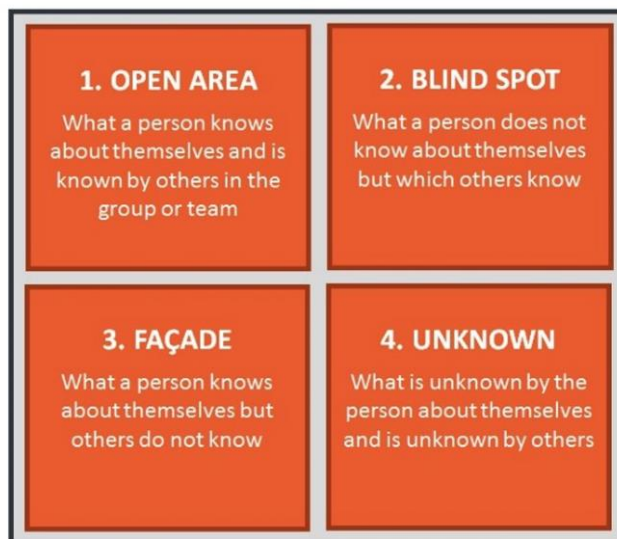 1. OPEN AREA
What a person knows
about themselves and is
known by others in the
group or team
2. BLIND SPOT
What a person does not
know about themselves
but which others know
3. FAÇADE
What a person knows
about themselves but
others do not know
4. UNKNOWN
What is unknown by the
person about themselves
and is unknown by others